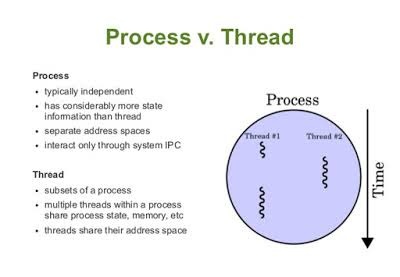 Process v. Thread
Process
typically independent
has considerably more state
information than thread
separate address spaces
interact only through system IPC
Thread
subsets of a process
multiple threads within a process
share process state, memory, etc
threads share their address space
Process
Thread #1
Thread #2
Time